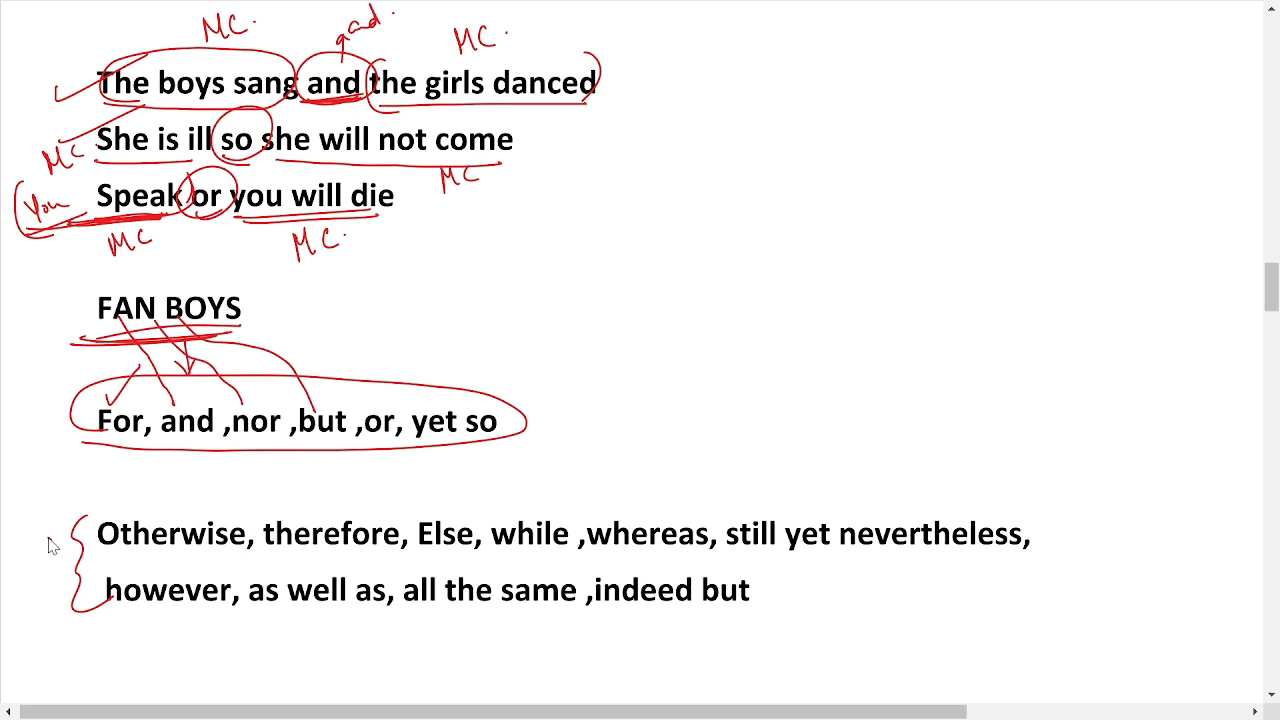 MC. and. MC.
The boys sang and the girls danced
She is ill so she will not come
MC MC
You Speak or you will die
MC MC.
FAN BOYS
For, and ,nor ,but ,or, yet so
Otherwise, therefore, Else, while ,whereas, still yet nevertheless,
however, as well as, all the same ,indeed but